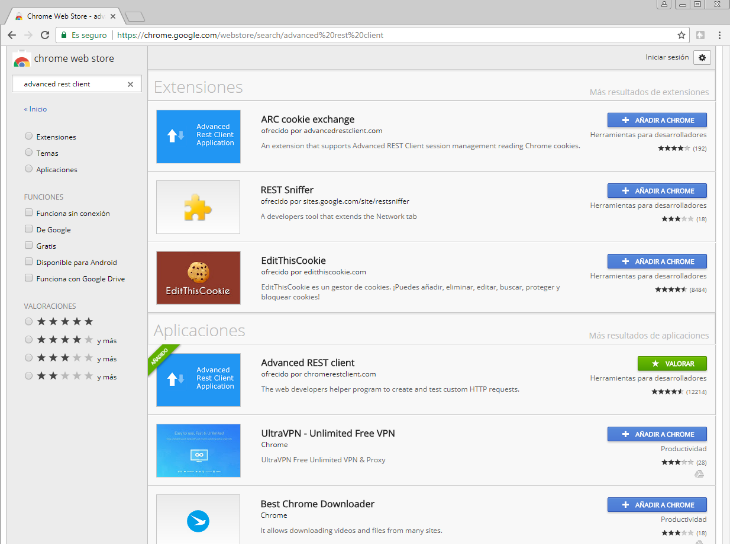 Chrome Web Store - adv
Es seguro
https://chrome.google.com/webstore/search/advanced%20rest%20client
chrome web store
Iniciar sesión
advanced rest client
« Inicio
Extensiones
Temas
Aplicaciones
FUNCIONES
Funciona sin conexión
De Google
Gratis
Disponible para Android
Funciona con Google Drive
VALORACIONES
y más
y más
y más
Extensiones
Más resultados de extensiones
Advanced
Rest Client
Application
ARC cookie exchange
ofrecido por advancedrestclient.com
An extension that supports Advanced REST Client session management reading Chrome cookies.
AÑADIR A CHROME
Herramientas para desarrolladores
(192)
REST Sniffer
ofrecido por sites.google.com/site/restsniffer
A developers tool that extends the Network tab
AÑADIR A CHROME
Herramientas para desarrolladores
(18)
EditThisCookie
EditThisCookie
ofrecido por editthiscookie.com
EditThisCookie es un gestor de cookies. ¡Puedes añadir, eliminar, editar, buscar, proteger y
bloquear cookies!
AÑADIR A CHROME
Herramientas para desarrolladores
(8484)
Aplicaciones
Más resultados de aplicaciones
AÑADIDO
Advanced
Rest Client
Application
Advanced REST client
ofrecido por chromerestclient.com
The web developers helper program to create and test custom HTTP requests.
VALORAR
Herramientas para desarrolladores
(12214)
UltraVPN - Unlimited Free VPN
Chrome
UltraVPN Free Unlimited VPN & Proxy
AÑADIR A CHROME
Productividad
(28)
Best Chrome Downloader
Chrome
It allows downloading videos and files from many sites.
AÑADIR A CHROME
Productividad
(18)